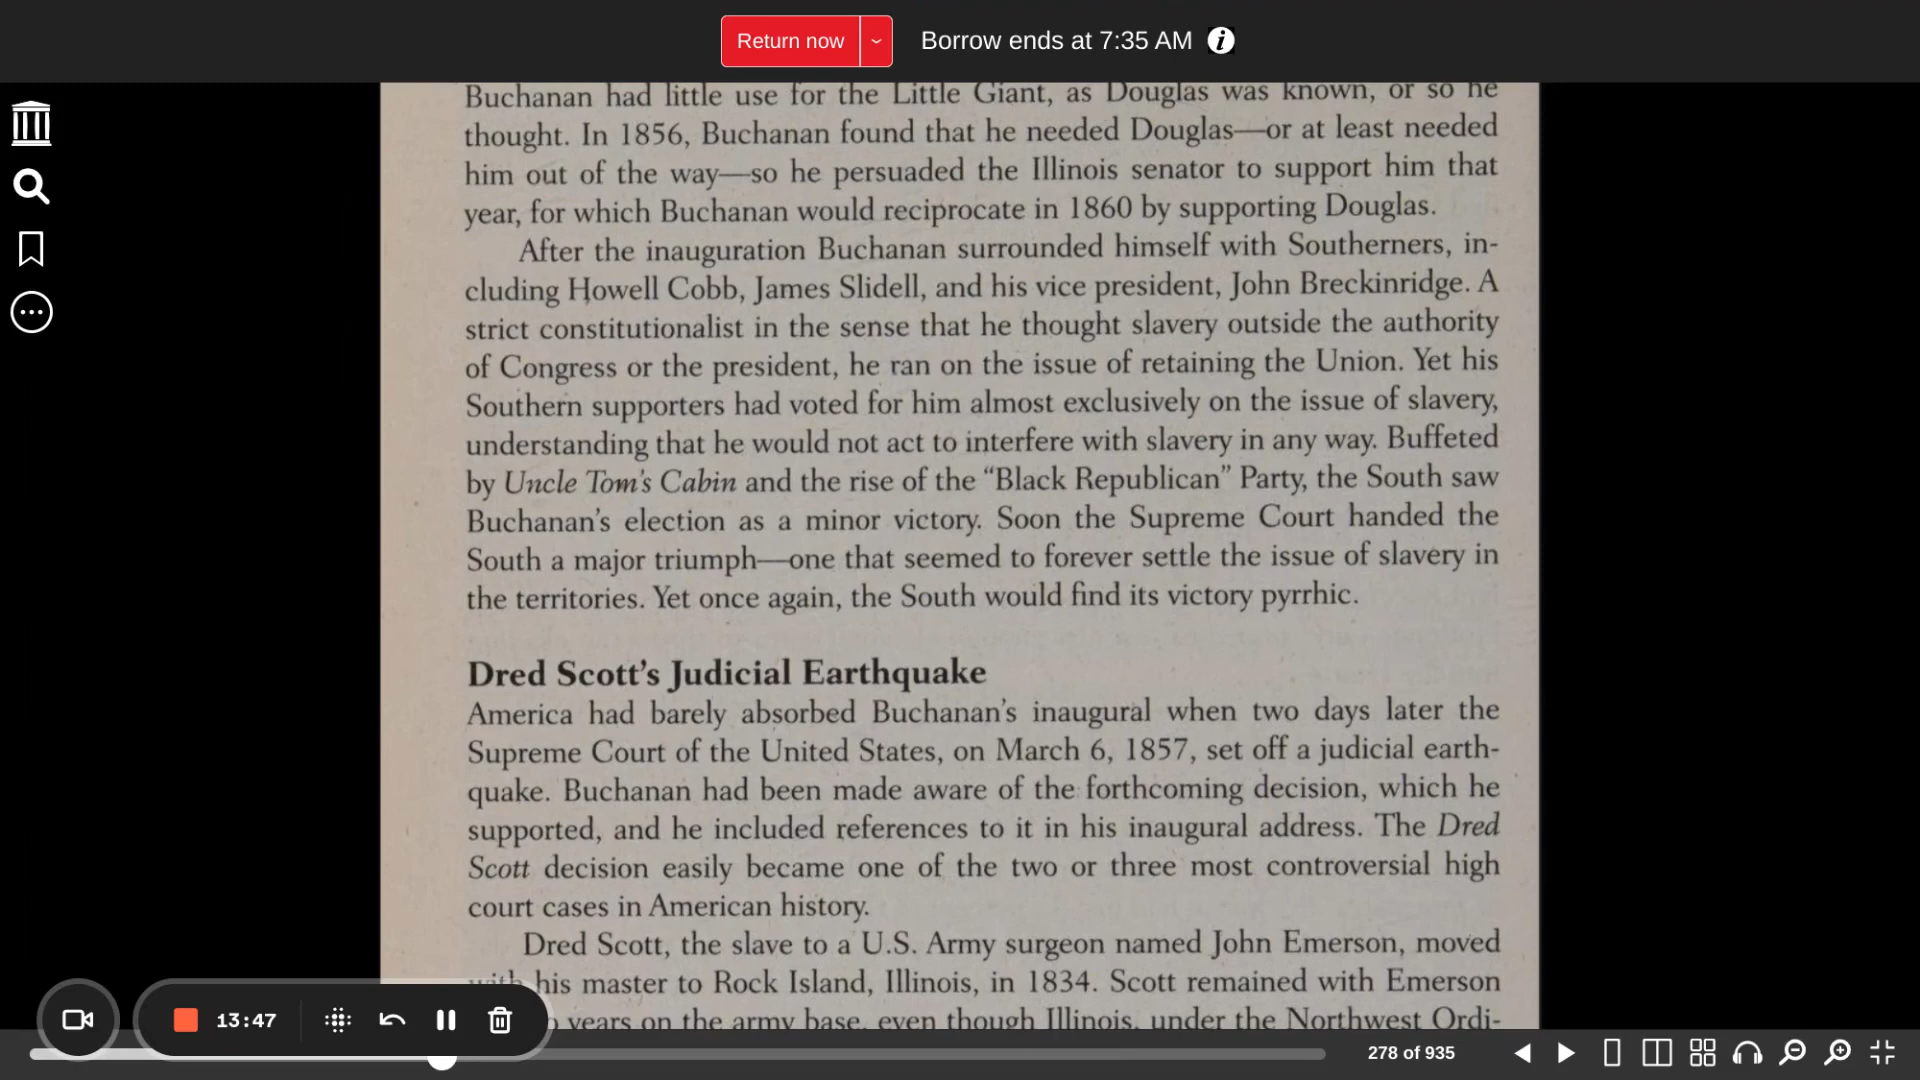 Return now
Borrow ends at 7:35 AM
Buchanan had little use for the Little Giant, as Douglas was known, or so he
thought. In 1856, Buchanan found that he needed Douglas—or at least needed
him out of the way—so he persuaded the Illinois senator to support him that
year, for which Buchanan would reciprocate in 1860 by supporting Douglas.
After the inauguration Buchanan surrounded himself with Southerners, in-
cluding Howell Cobb, James Slidell, and his vice president, John Breckinridge. A
strict constitutionalist in the sense that he thought slavery outside the authority
of Congress or the president, he ran on the issue of retaining the Union. Yet his
Southern supporters had voted for him almost exclusively on the issue of slavery,
understanding that he would not act to interfere with slavery in any way. Buffeted
by Uncle Tom's Cabin and the rise of the “Black Republican” Party, the South saw
Buchanan's election as a minor victory. Soon the Supreme Court handed the
South a major triumph—one that seemed to forever settle the issue of slavery in
the territories. Yet once again, the South would find its victory pyrrhic.
Dred Scott's Judicial Earthquake
America had barely absorbed Buchanan's inaugural when two days later the
Supreme Court of the United States, on March 6, 1857, set off a judicial earth-
quake. Buchanan had been made aware of the forthcoming decision, which he
supported, and he included references to it in his inaugural address. The Dred
Scott decision easily became one of the two or three most controversial high
court cases in American history.
Dred Scott, the slave to a U.S. Army surgeon named John Emerson, moved
with his master to Rock Island, Illinois, in 1834. Scott remained with Emerson
years on the army base, even though Illinois, under the Northwest Ordi-
13:47
278 of 935